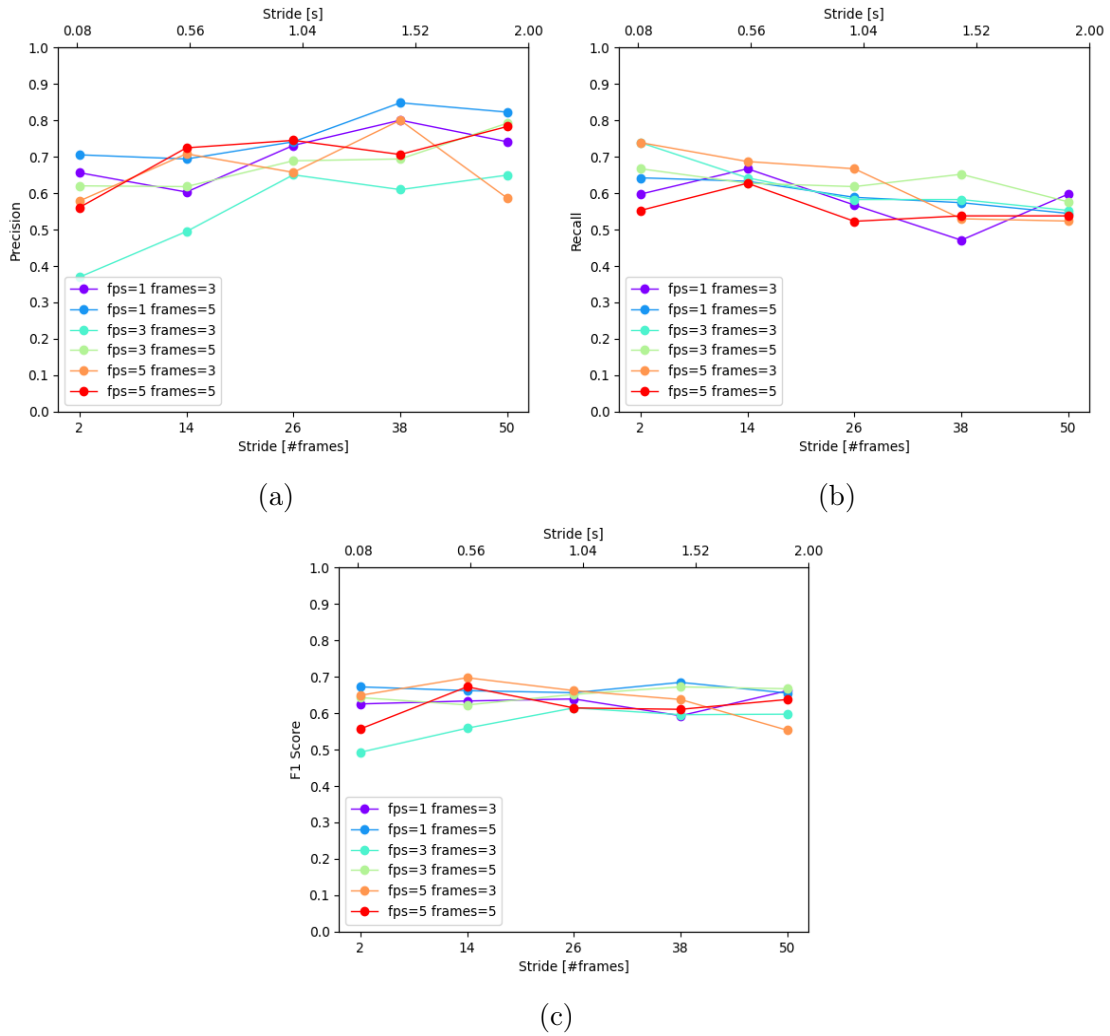 Stride [s]
0.08 0.56 1.04 1.52 2.00
1.0
0.9
0.8
0.7
0.6
0.5
0.4
0.3
0.2
0.1
0.0
Precision
fps=1 frames=3
fps=1 frames=5
fps=3 frames=3
fps=3 frames=5
fps=5 frames=3
fps=5 frames=5
2 14 26 38 50
Stride [#frames]
(a)
Stride [s]
0.08 0.56 1.04 1.52 2.00
1.0
0.9
0.8
0.7
0.6
0.5
0.4
0.3
0.2
0.1
0.0
Recall
fps=1 frames=3
fps=1 frames=5
fps=3 frames=3
fps=3 frames=5
fps=5 frames=3
fps=5 frames=5
2 14 26 38 50
Stride [#frames]
(b)
Stride [s]
0.08 0.56 1.04 1.52 2.00
1.0
0.9
0.8
0.7
0.6
0.5
0.4
0.3
0.2
0.1
0.0
F1 Score
fps=1 frames=3
fps=1 frames=5
fps=3 frames=3
fps=3 frames=5
fps=5 frames=3
fps=5 frames=5
2 14 26 38 50
Stride [#frames]
(c)